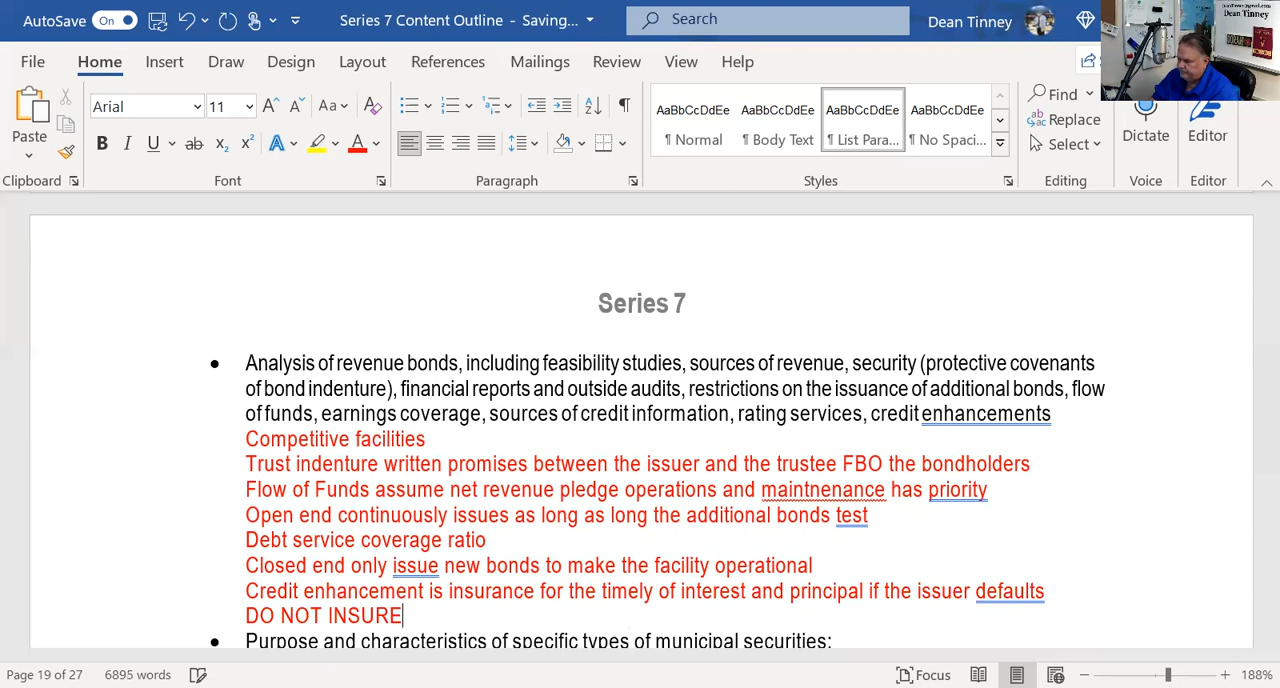 AutoSave On Series 7 Content Outline - Saving... Search Dean Tinney
Dean Tinney
File Home Insert Draw Design Layout References Mailings Review View Help
Paste
Clipboard
Arial 11
Aa
B I U ab x₂ x² A A
Font
Paragraph
AaBbCcDdEe AaBbCcDdEe AaBbCcDdEe AaBbCcDdEe
¶ Normal ¶ Body Text ¶ List Para... ¶ No Spaci...
Styles
Find
Replace
Select
Editing
Dictate
Voice
Editor
Editor
Series 7
• Analysis of revenue bonds, including feasibility studies, sources of revenue, security (protective covenants
of bond indenture), financial reports and outside audits, restrictions on the issuance of additional bonds, flow
of funds, earnings coverage, sources of credit information, rating services, credit enhancements
Competitive facilities
Trust indenture written promises between the issuer and the trustee FBO the bondholders
Flow of Funds assume net revenue pledge operations and maintnenance has priority
Open end continuously issues as long as long the additional bonds test
Debt service coverage ratio
Closed end only issue new bonds to make the facility operational
Credit enhancement is insurance for the timely of interest and principal if the issuer defaults
DO NOT INSURE
• Purpose and characteristics of specific types of municipal securities:
Page 19 of 27 6895 words Focus 188%